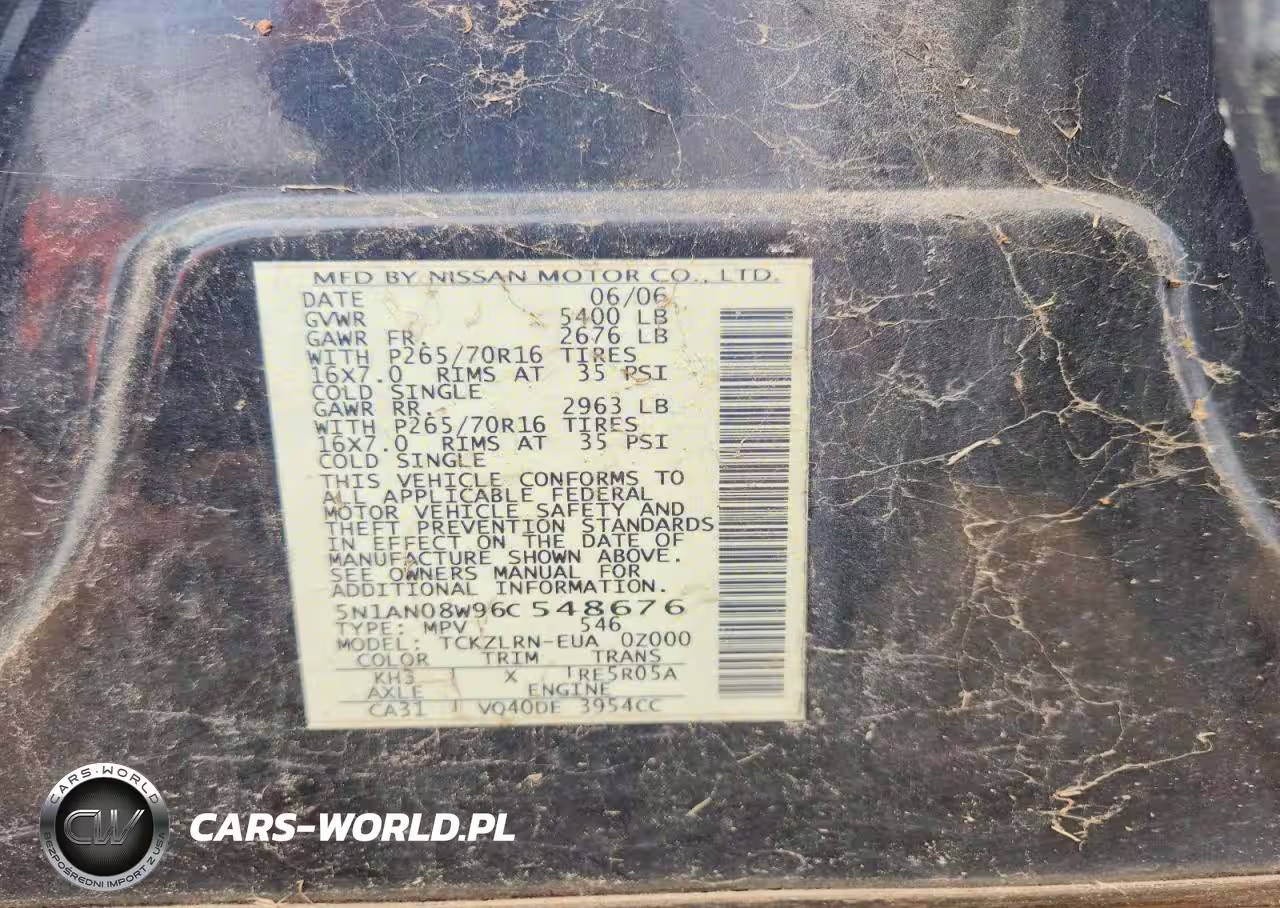 MFD BY NISSAN MOTOR CO., LTD.
DATE 06/06
GVWR 5400 LB
GAWR FR. 2676 LB
WITH P265/70R16 TIRES
16X7.0 RIMS AT 35 PSI
COLD SINGLE
GAWR RR. 2963 LB
WITH P265/70R16 TIRES
16X7.0 RIMS AT 35 PSI
COLD SINGLE
THIS VEHICLE CONFORMS TO
ALL APPLICABLE FEDERAL
MOTOR VEHICLE SAFETY AND
THEFT PREVENTION STANDARDS
IN EFFECT ON THE DATE OF
MANUFACTURE SHOWN ABOVE.
SEE OWNERS MANUAL FOR
ADDITIONAL INFORMATION.
5N1AN08W96C 548676
TYPE: MPV 546
MODEL: TCKZLRN-EUA 0Z000
COLOR TRIM TRANS
KH3 X RE5R05A
AXLE ENGINE
CA31 VQ40DE 3954CC
CARS-WORLD
CW
BEZPOŚREDNI IMPORT Z USA
CARS-WORLD.PL